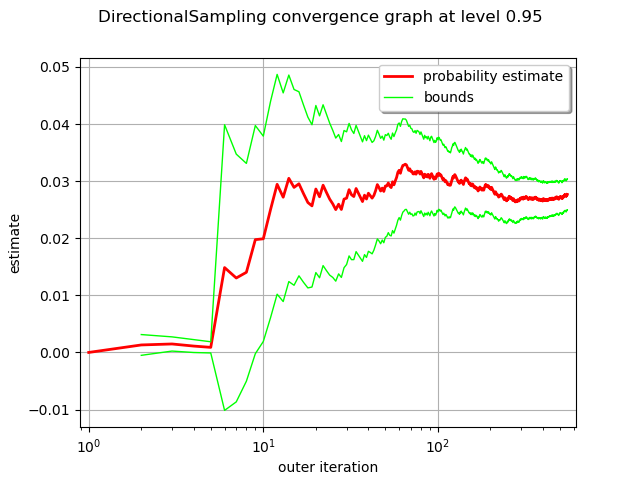 DirectionalSampling convergence graph at level 0.95
probability estimate
bounds
0.05
0.04
0.03
0.02
0.01
0.00
−0.01
estimate
10⁰
10¹
10²
outer iteration